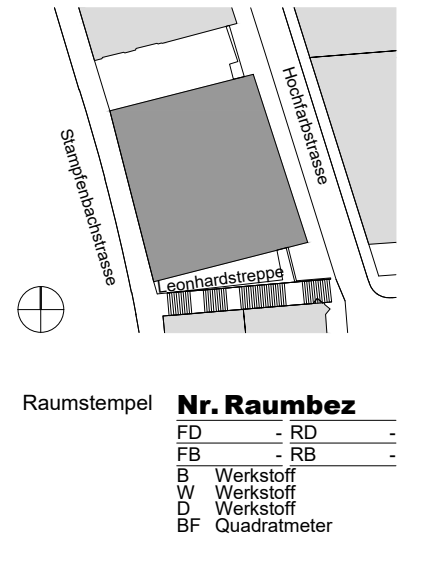 Hochfarbstrasse
Stampfenbachstrasse
Leonhardstreppe
Raumstempel
Nr. Raumbez
FD - RD -
FB - RB -
B Werkstoff
W Werkstoff
D Werkstoff
BF Quadratmeter